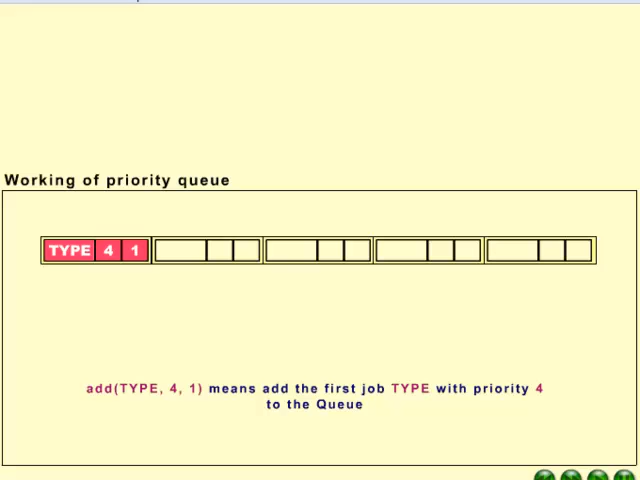 Working of priority queue
TYPE 4 1
add(TYPE, 4, 1) means add the first job TYPE with priority 4
to the Queue